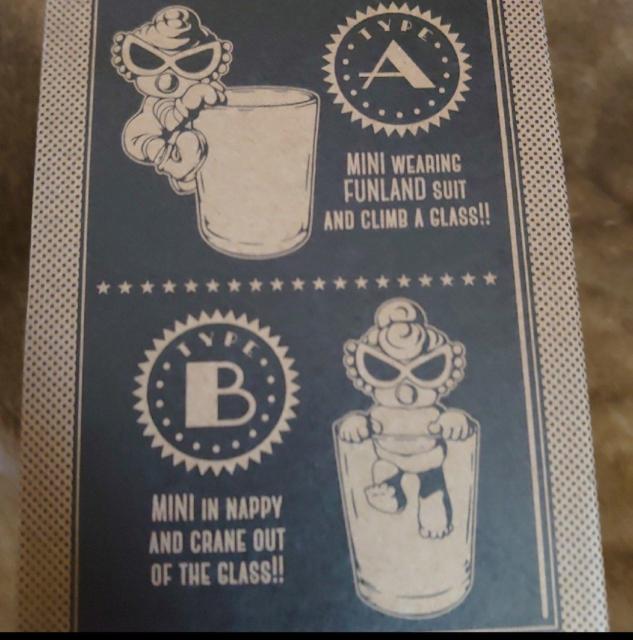 TYPE
A
MINI WEARING
FUNLAND SUIT
AND CLIMB A GLASS!!
TYPE
B
MINI IN NAPPY
AND CRANE OUT
OF THE GLASS!!